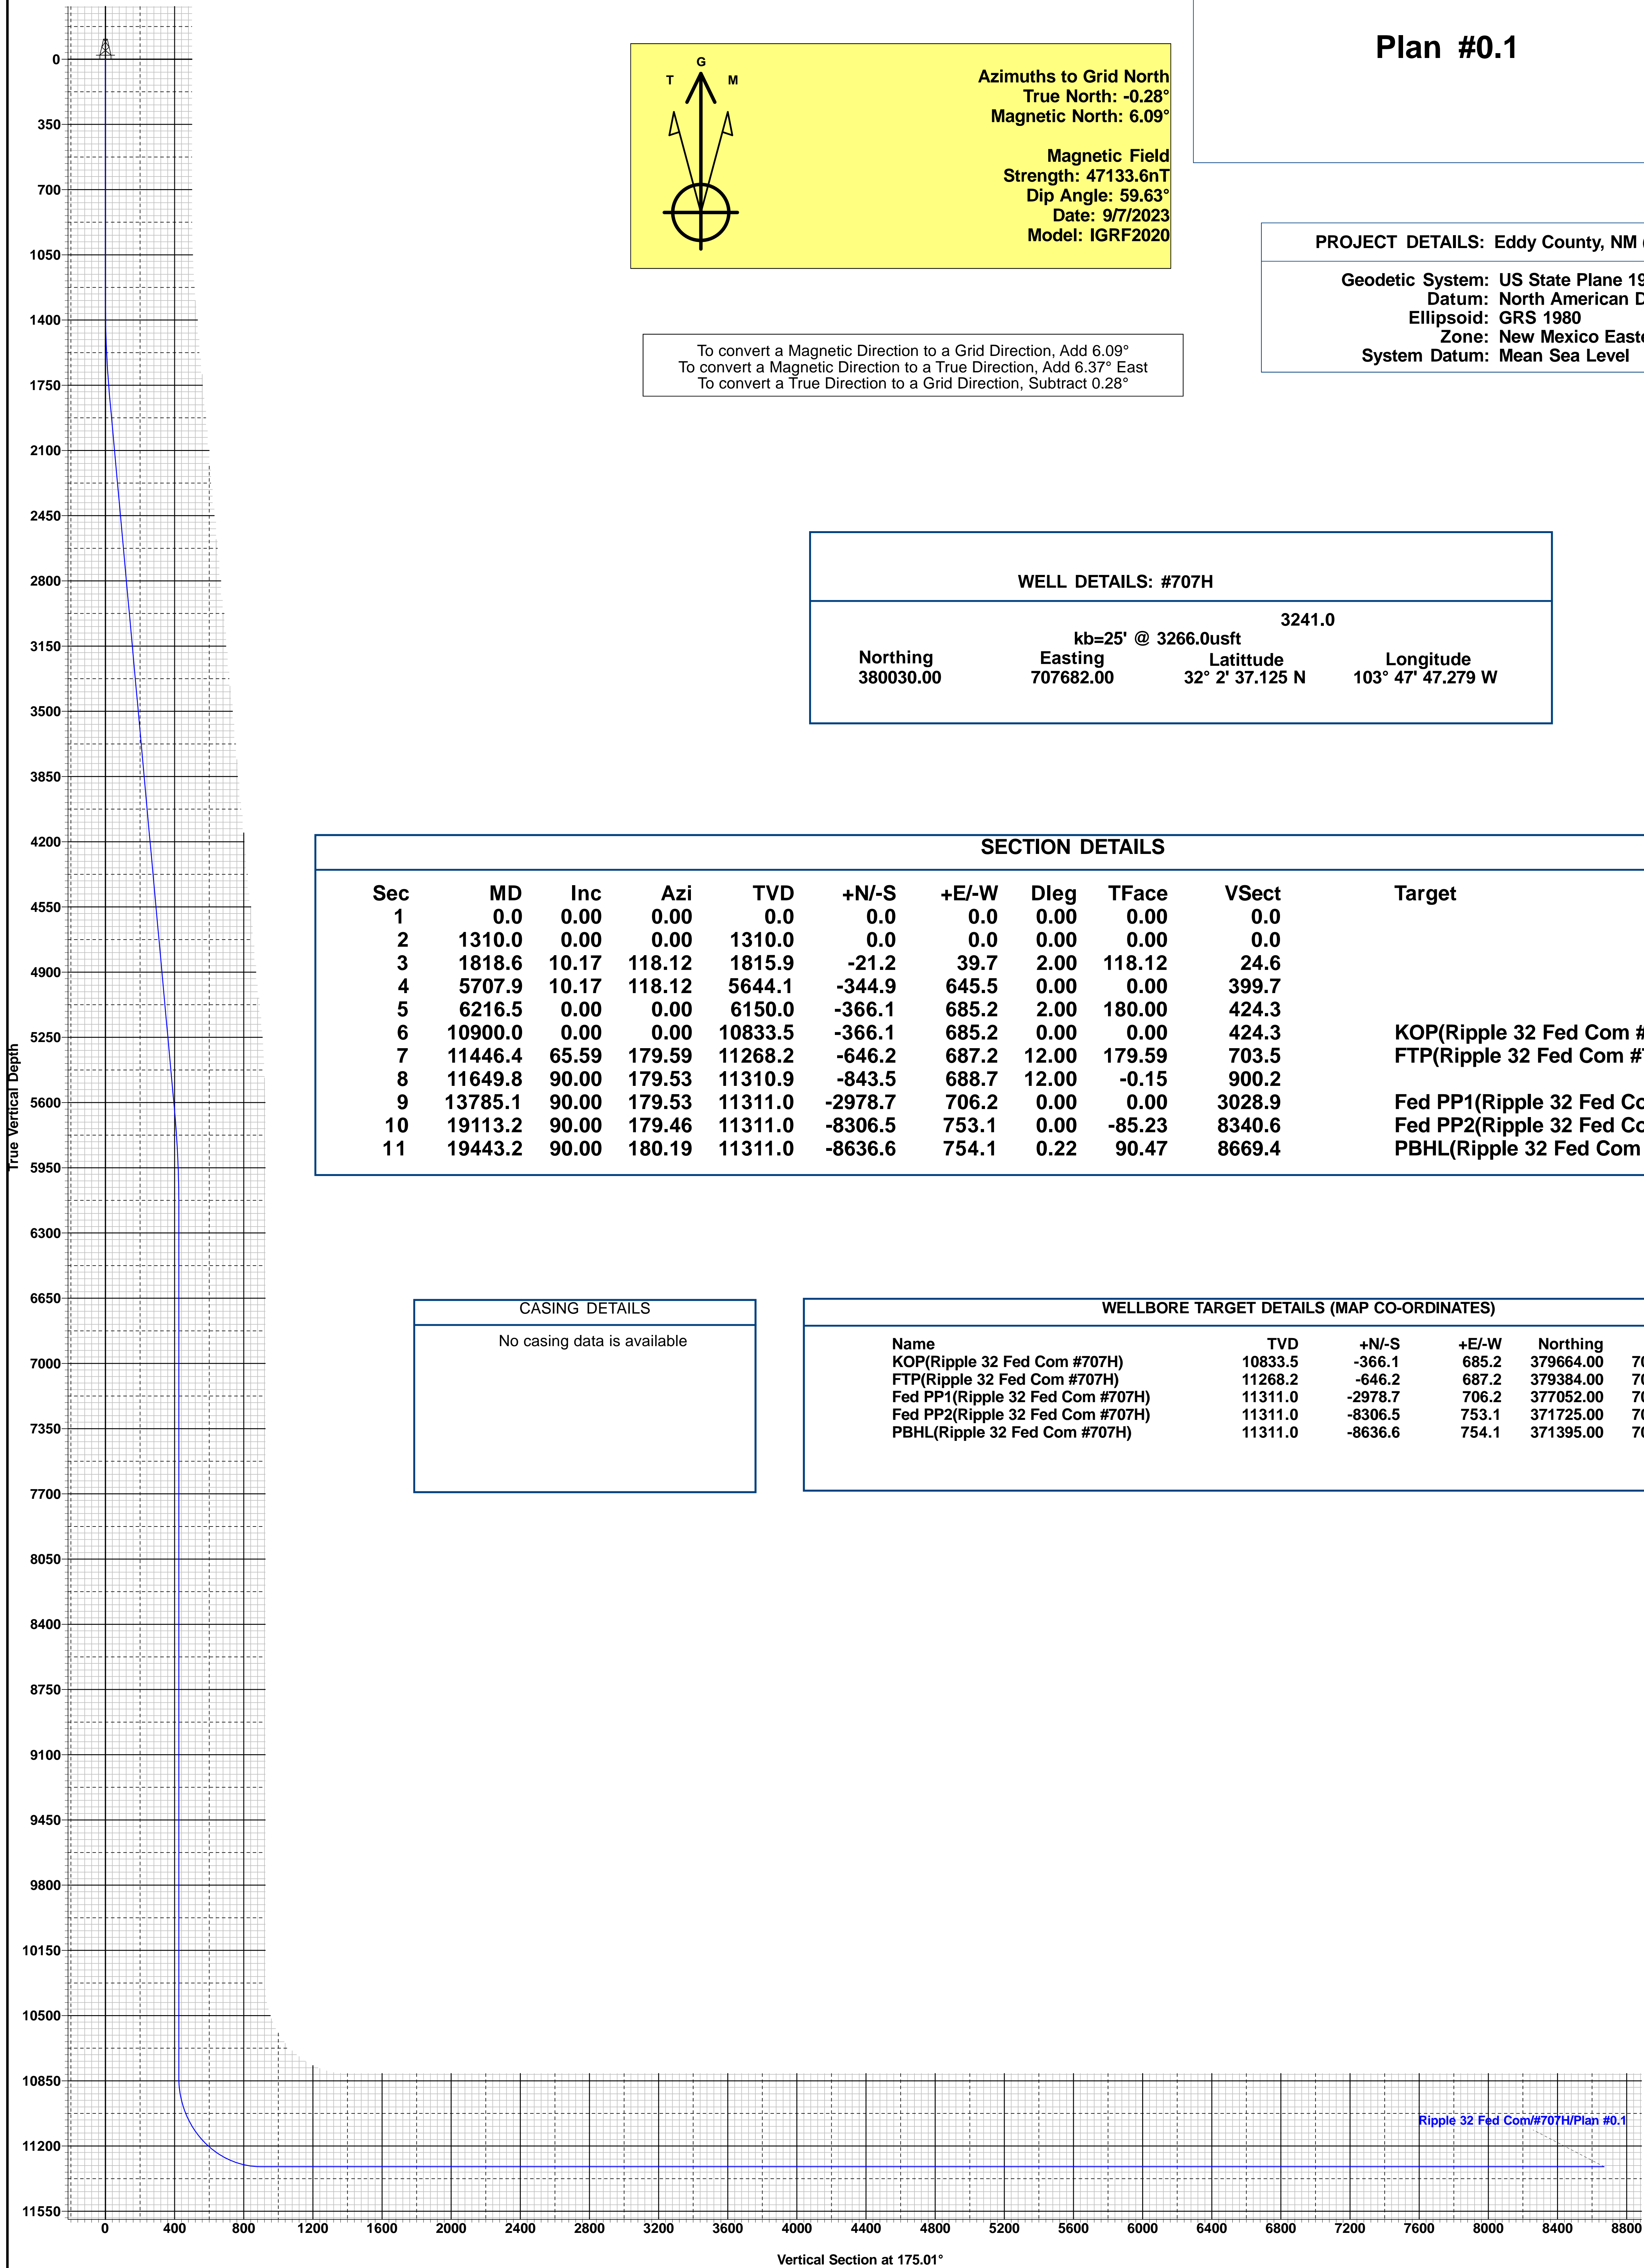 Plan #0.1
G
T M
Azimuths to Grid North
True North: -0.28°
Magnetic North: 6.09°
Magnetic Field
Strength: 47133.6nT
Dip Angle: 59.63°
Date: 9/7/2023
Model: IGRF2020
To convert a Magnetic Direction to a Grid Direction, Add 6.09°
To convert a Magnetic Direction to a True Direction, Add 6.37° East
To convert a True Direction to a Grid Direction, Subtract 0.28°
PROJECT DETAILS: Eddy County, NM
Geodetic System: US State Plane 19
Datum: North American D
Ellipsoid: GRS 1980
Zone: New Mexico Easte
System Datum: Mean Sea Level
WELL DETAILS: #707H
3241.0
kb=25' @ 3266.0usft
Northing Easting Latittude Longitude
380030.00 707682.00 32° 2' 37.125 N 103° 47' 47.279 W
SECTION DETAILS
Sec MD Inc Azi TVD +N/-S +E/-W Dleg TFace VSect Target
1 0.0 0.00 0.00 0.0 0.0 0.0 0.00 0.00 0.0
2 1310.0 0.00 0.00 1310.0 0.0 0.0 0.00 0.00 0.0
3 1818.6 10.17 118.12 1815.9 -21.2 39.7 2.00 118.12 24.6
4 5707.9 10.17 118.12 5644.1 -344.9 645.5 0.00 0.00 399.7
5 6216.5 0.00 0.00 6150.0 -366.1 685.2 2.00 180.00 424.3
6 10900.0 0.00 0.00 10833.5 -366.1 685.2 0.00 0.00 424.3 KOP(Ripple 32 Fed Com #
7 11446.4 65.59 179.59 11268.2 -646.2 687.2 12.00 179.59 703.5 FTP(Ripple 32 Fed Com #7
8 11649.8 90.00 179.53 11310.9 -843.5 688.7 12.00 -0.15 900.2
9 13785.1 90.00 179.53 11311.0 -2978.7 706.2 0.00 0.00 3028.9 Fed PP1(Ripple 32 Fed Co
10 19113.2 90.00 179.46 11311.0 -8306.5 753.1 0.00 -85.23 8340.6 Fed PP2(Ripple 32 Fed Co
11 19443.2 90.00 180.19 11311.0 -8636.6 754.1 0.22 90.47 8669.4 PBHL(Ripple 32 Fed Com
CASING DETAILS
No casing data is available
WELLBORE TARGET DETAILS (MAP CO-ORDINATES)
Name TVD +N/-S +E/-W Northing
KOP(Ripple 32 Fed Com #707H) 10833.5 -366.1 685.2 379664.00 70
FTP(Ripple 32 Fed Com #707H) 11268.2 -646.2 687.2 379384.00 70
Fed PP1(Ripple 32 Fed Com #707H) 11311.0 -2978.7 706.2 377052.00 70
Fed PP2(Ripple 32 Fed Com #707H) 11311.0 -8306.5 753.1 371725.00 70
PBHL(Ripple 32 Fed Com #707H) 11311.0 -8636.6 754.1 371395.00 70
True Vertical Depth
0
350
700
1050
1400
1750
2100
2450
2800
3150
3500
3850
4200
4550
4900
5250
5600
5950
6300
6650
7000
7350
7700
8050
8400
8750
9100
9450
9800
10150
10500
10850
11200
11550
Ripple 32 Fed Com/#707H/Plan #0.1
0 400 800 1200 1600 2000 2400 2800 3200 3600 4000 4400 4800 5200 5600 6000 6400 6800 7200 7600 8000 8400 8800
Vertical Section at 175.01°